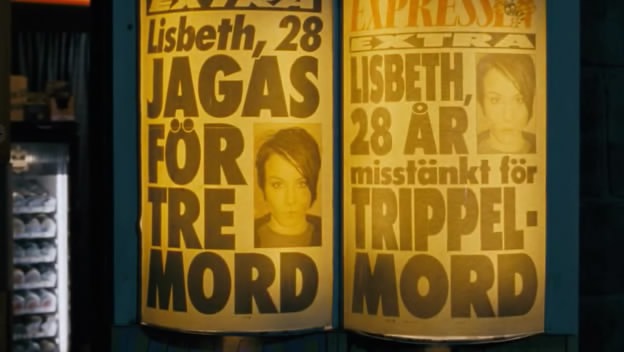 EXTRA
Lisbeth, 28
JAGAS
FÖR
TRE
MORD
EXPRESSEN
EXTRA
LISBETH,
28 ÅR
misstänkt för
TRIPPEL-
MORD